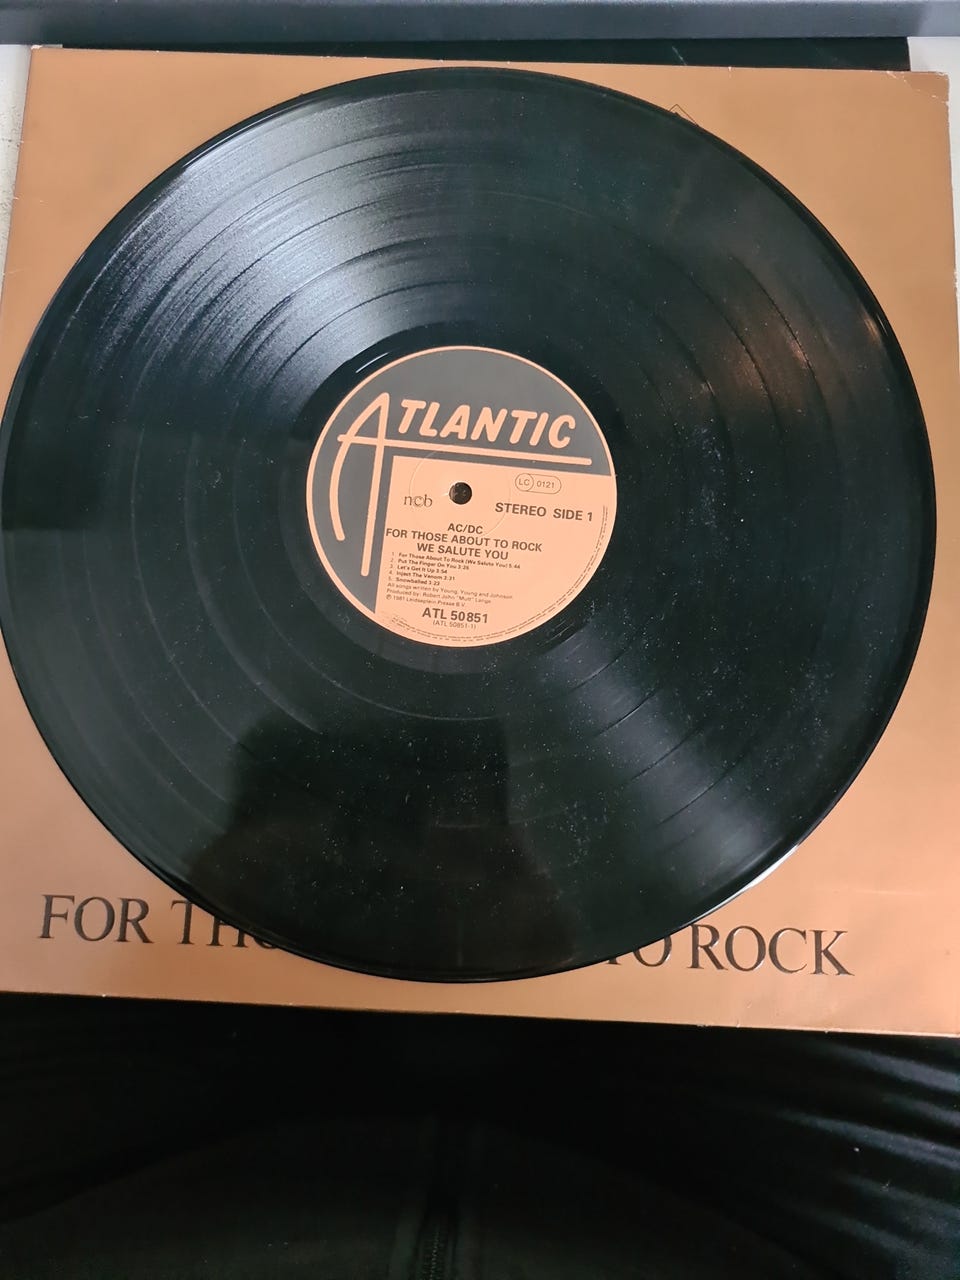 ATLANTIC
LC 0121
ncb
STEREO SIDE 1
AC/DC
FOR THOSE ABOUT TO ROCK
WE SALUTE YOU
1. For Those About To Rock (We Salute You) 5:44
2. Put The Finger On You 3:25
3. Let's Get It Up 3:54
4. Inject The Venom 3:31
5. Snowballed 3:23
All songs written by Young, Young and Johnson
Produced by: Robert John "Mutt" Lange
℗ 1981 Leidseplein Presse B.V.
ATL 50851
(ATL 50851-1)
FOR TO ROCK